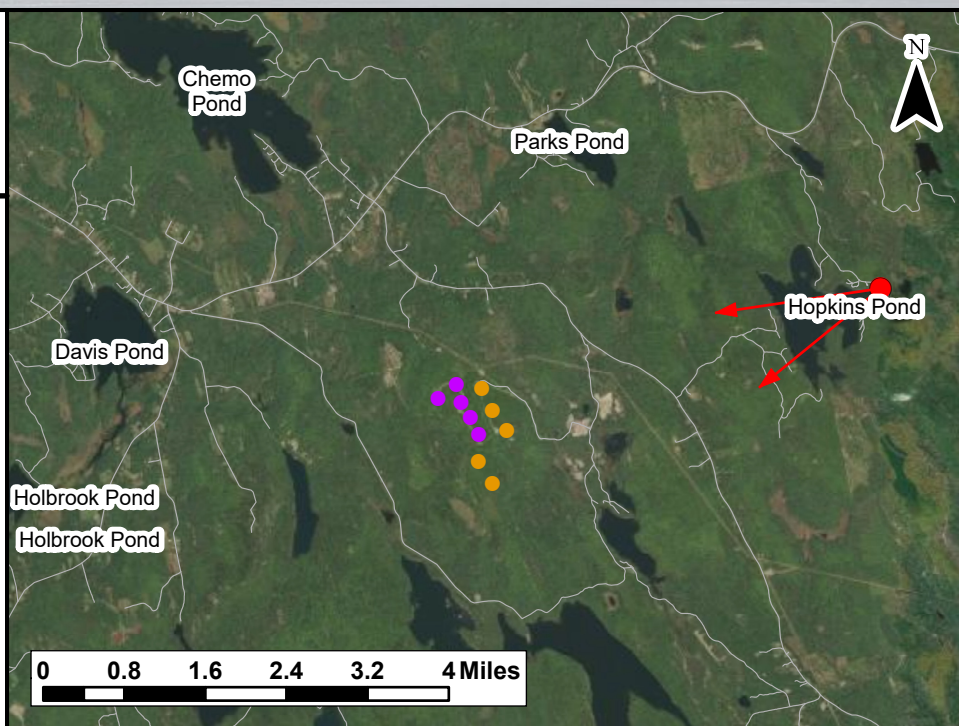 N
Chemo
Pond
Parks Pond
Hopkins Pond
Davis Pond
Holbrook Pond
Holbrook Pond
0 0.8 1.6 2.4 3.2 4 Miles